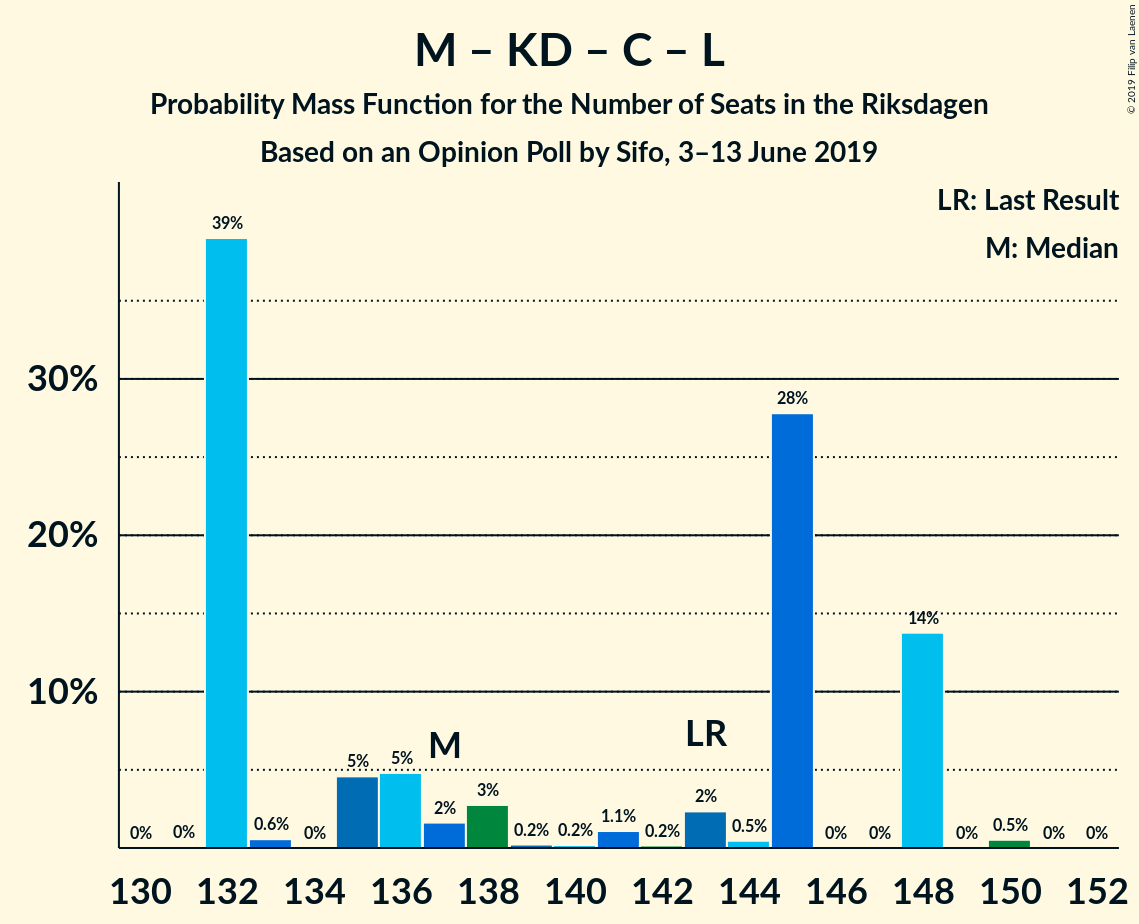 M – KD – C – L
Probability Mass Function for the Number of Seats in the Riksdagen
Based on an Opinion Poll by Sifo, 3–13 June 2019
© 2019 Filip van Laenen
LR: Last Result
M: Median
30%
20%
10%
0%
0%
39%
0.6%
0%
5%
5%
M
2%
3%
0.2%
0.2%
1.1%
0.2%
LR
2%
0.5%
28%
0%
0%
14%
0%
0.5%
0%
0%
130 132 134 136 138 140 142 144 146 148 150 152